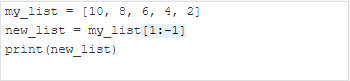 my_list = [10, 8, 6, 4, 2]
new_list = my_list[1:-1]
print(new_list)